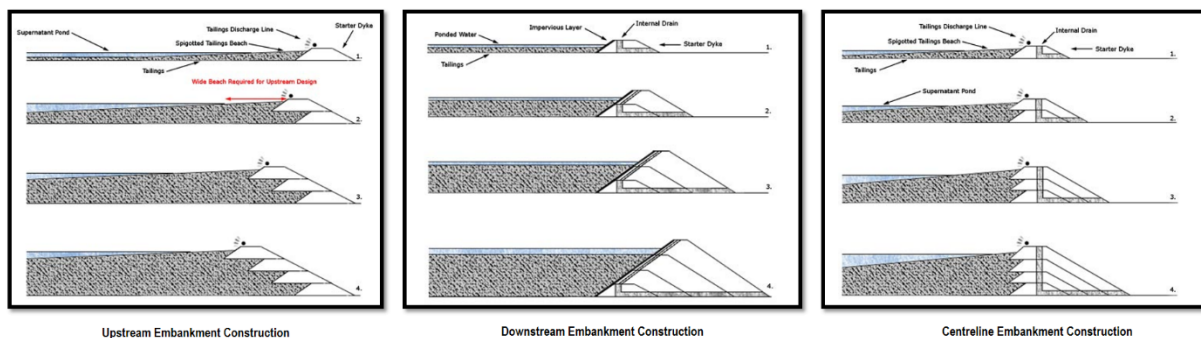 Tailings Discharge Line
Starter Dyke
Supernatant Pond
Spigotted Tailings Beach
Tailings
1.
Wide Beach Required for Upstream Design
2.
3.
4.
Upstream Embankment Construction
Impervious Layer
Internal Drain
Ponded Water
Starter Dyke
Tailings
1.
2.
3.
4.
Downstream Embankment Construction
Tailings Discharge Line
Internal Drain
Spigotted Tailings Beach
Starter Dyke
Tailings
1.
Supernatant Pond
2.
3.
4.
Centreline Embankment Construction